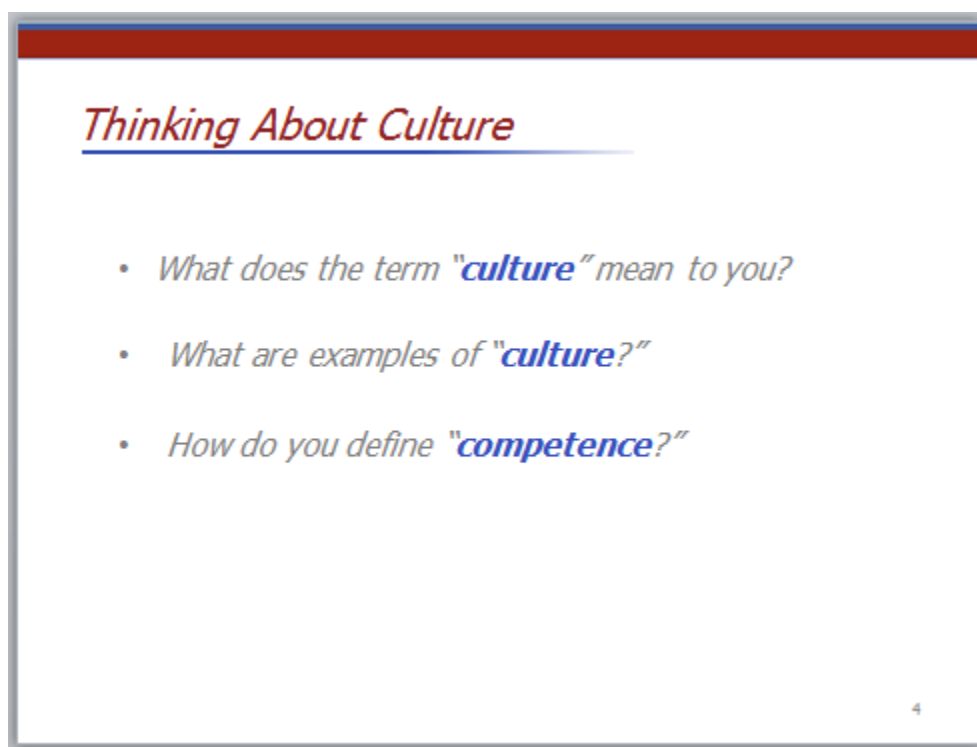 Thinking About Culture
• What does the term “culture” mean to you?
• What are examples of “culture?”
• How do you define “competence?”
4